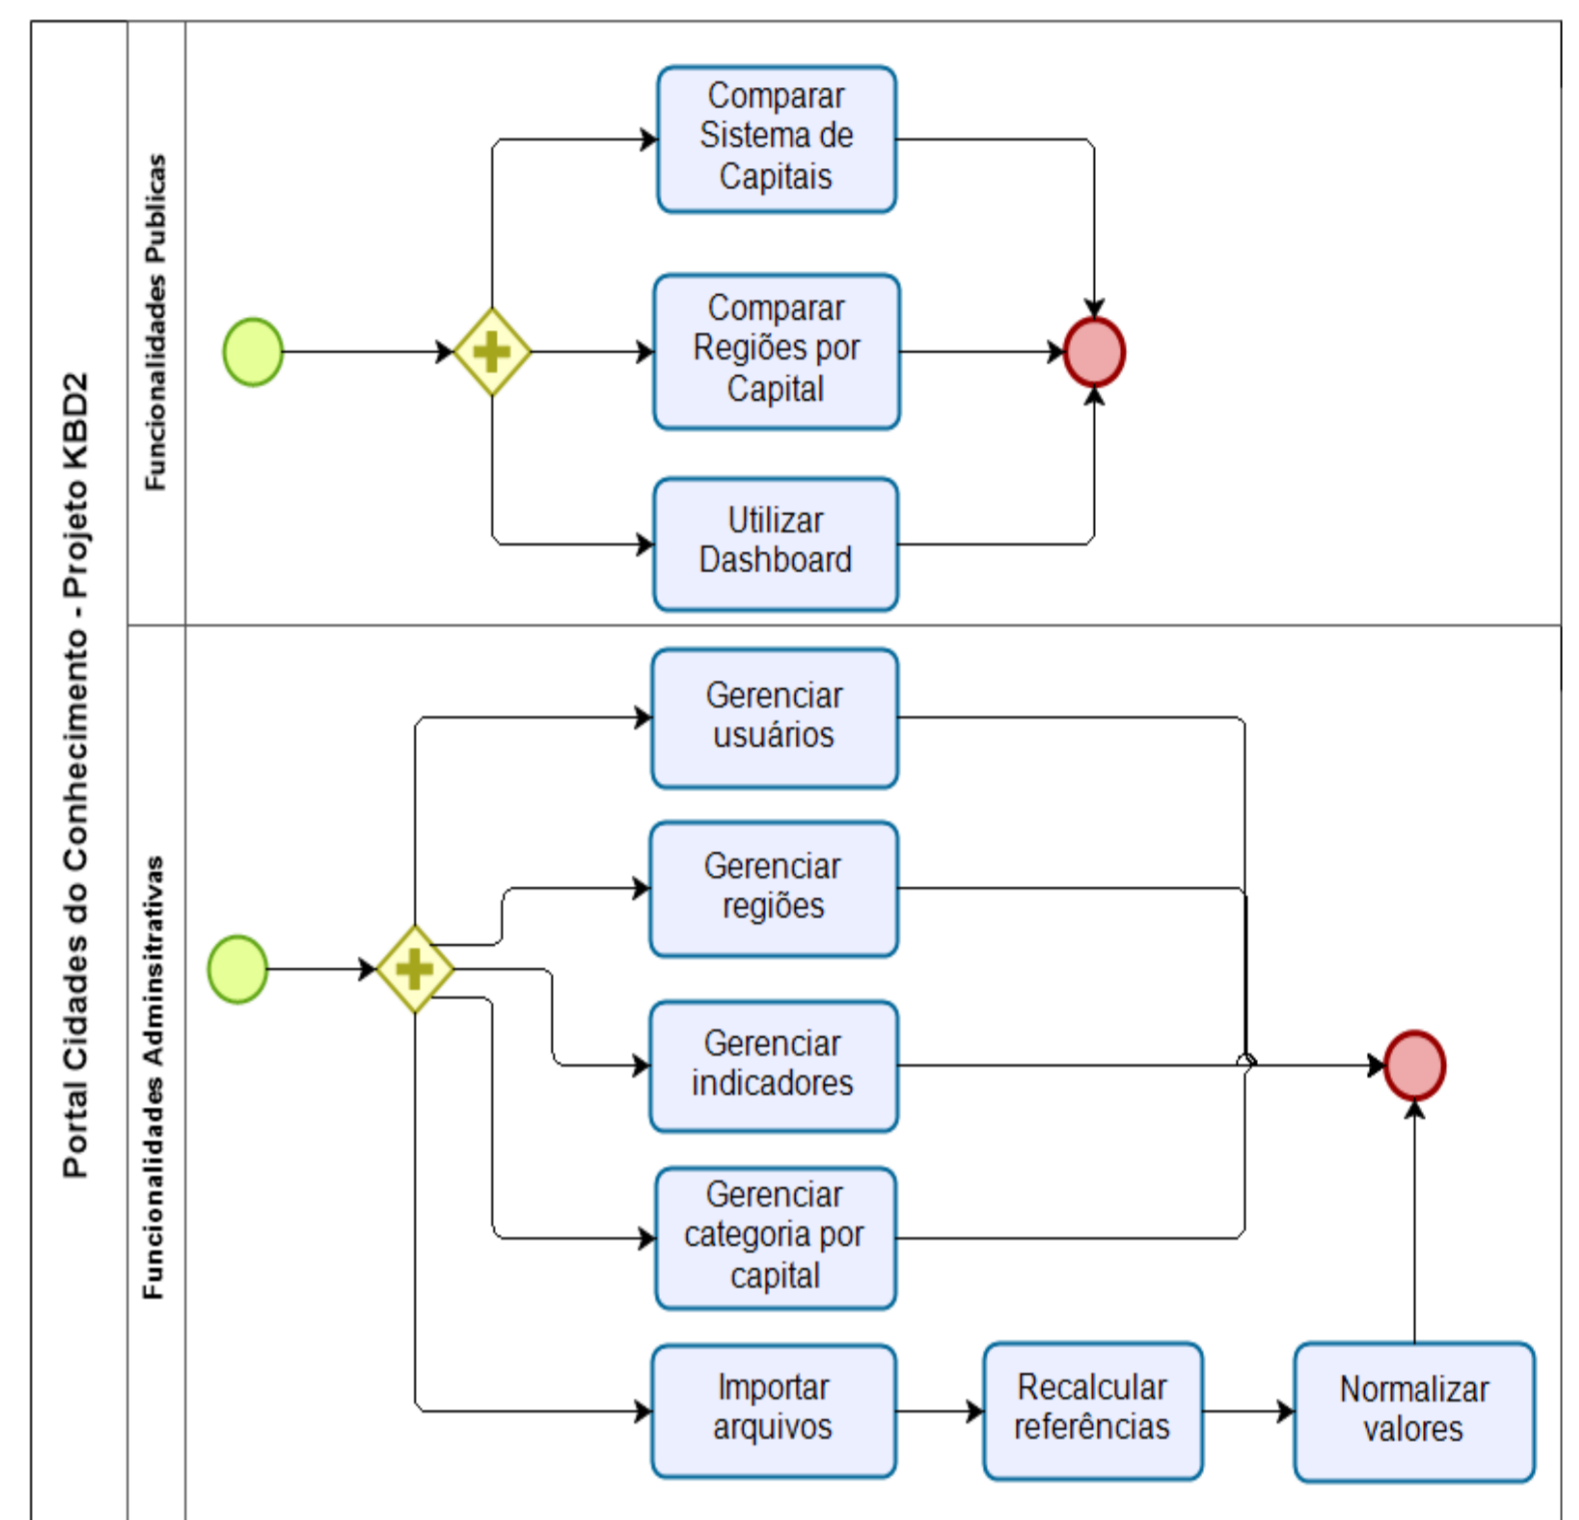 Portal Cidades do Conhecimento - Projeto KBD2
Funcionalidades Publicas
Comparar
Sistema de
Capitais
Comparar
Regiões por
Capital
Utilizar
Dashboard
Funcionalidades Adminsitrativas
Gerenciar
usuários
Gerenciar
regiões
Gerenciar
indicadores
Gerenciar
categoria por
capital
Importar
arquivos
Recalcular
referências
Normalizar
valores